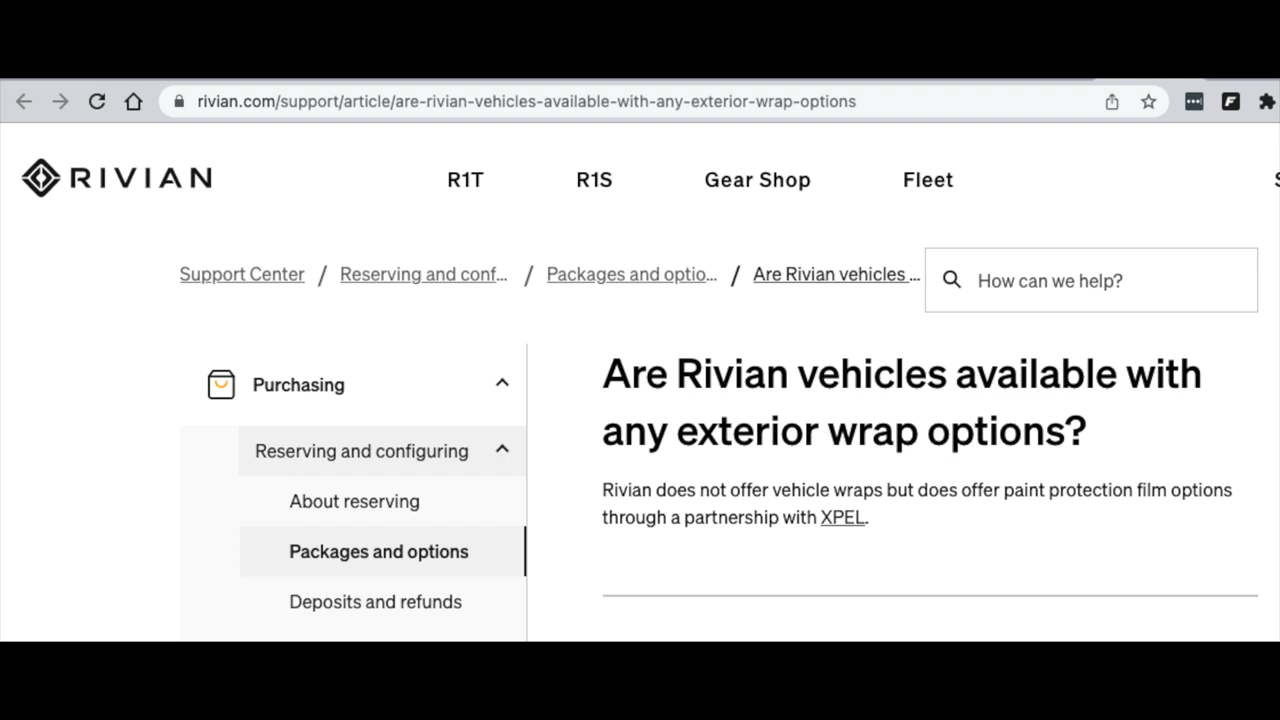 rivian.com/support/article/are-rivian-vehicles-available-with-any-exterior-wrap-options
RIVIAN
R1T
R1S
Gear Shop
Fleet
S
Support Center / Reserving and conf... / Packages and optio... / Are Rivian vehicles ...
How can we help?
Purchasing
Reserving and configuring
About reserving
Packages and options
Deposits and refunds
Are Rivian vehicles available with
any exterior wrap options?
Rivian does not offer vehicle wraps but does offer paint protection film options
through a partnership with XPEL.